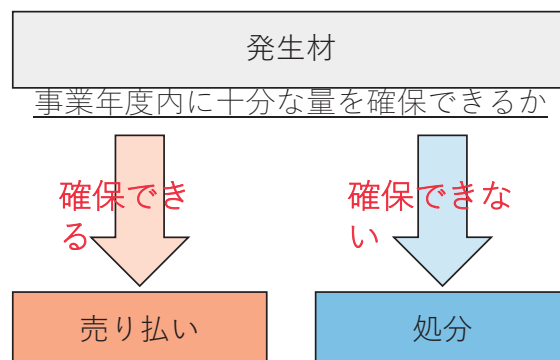 発生材
事業年度内に十分な量を確保できるか
確保でき
る
確保できな
い
売り払い
処分